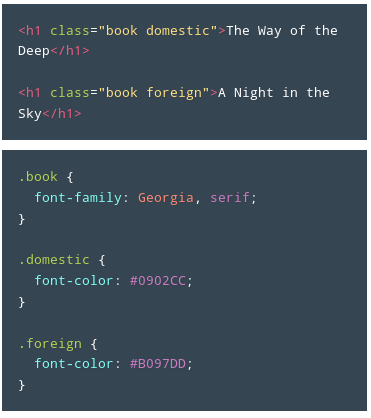 <h1 class="book domestic">The Way of the
Deep</h1>
<h1 class="book foreign">A Night in the
Sky</h1>
.book {
font-family: Georgia, serif;
}
.domestic {
font-color: #0902CC;
}
.foreign {
font-color: #B097DD;
}